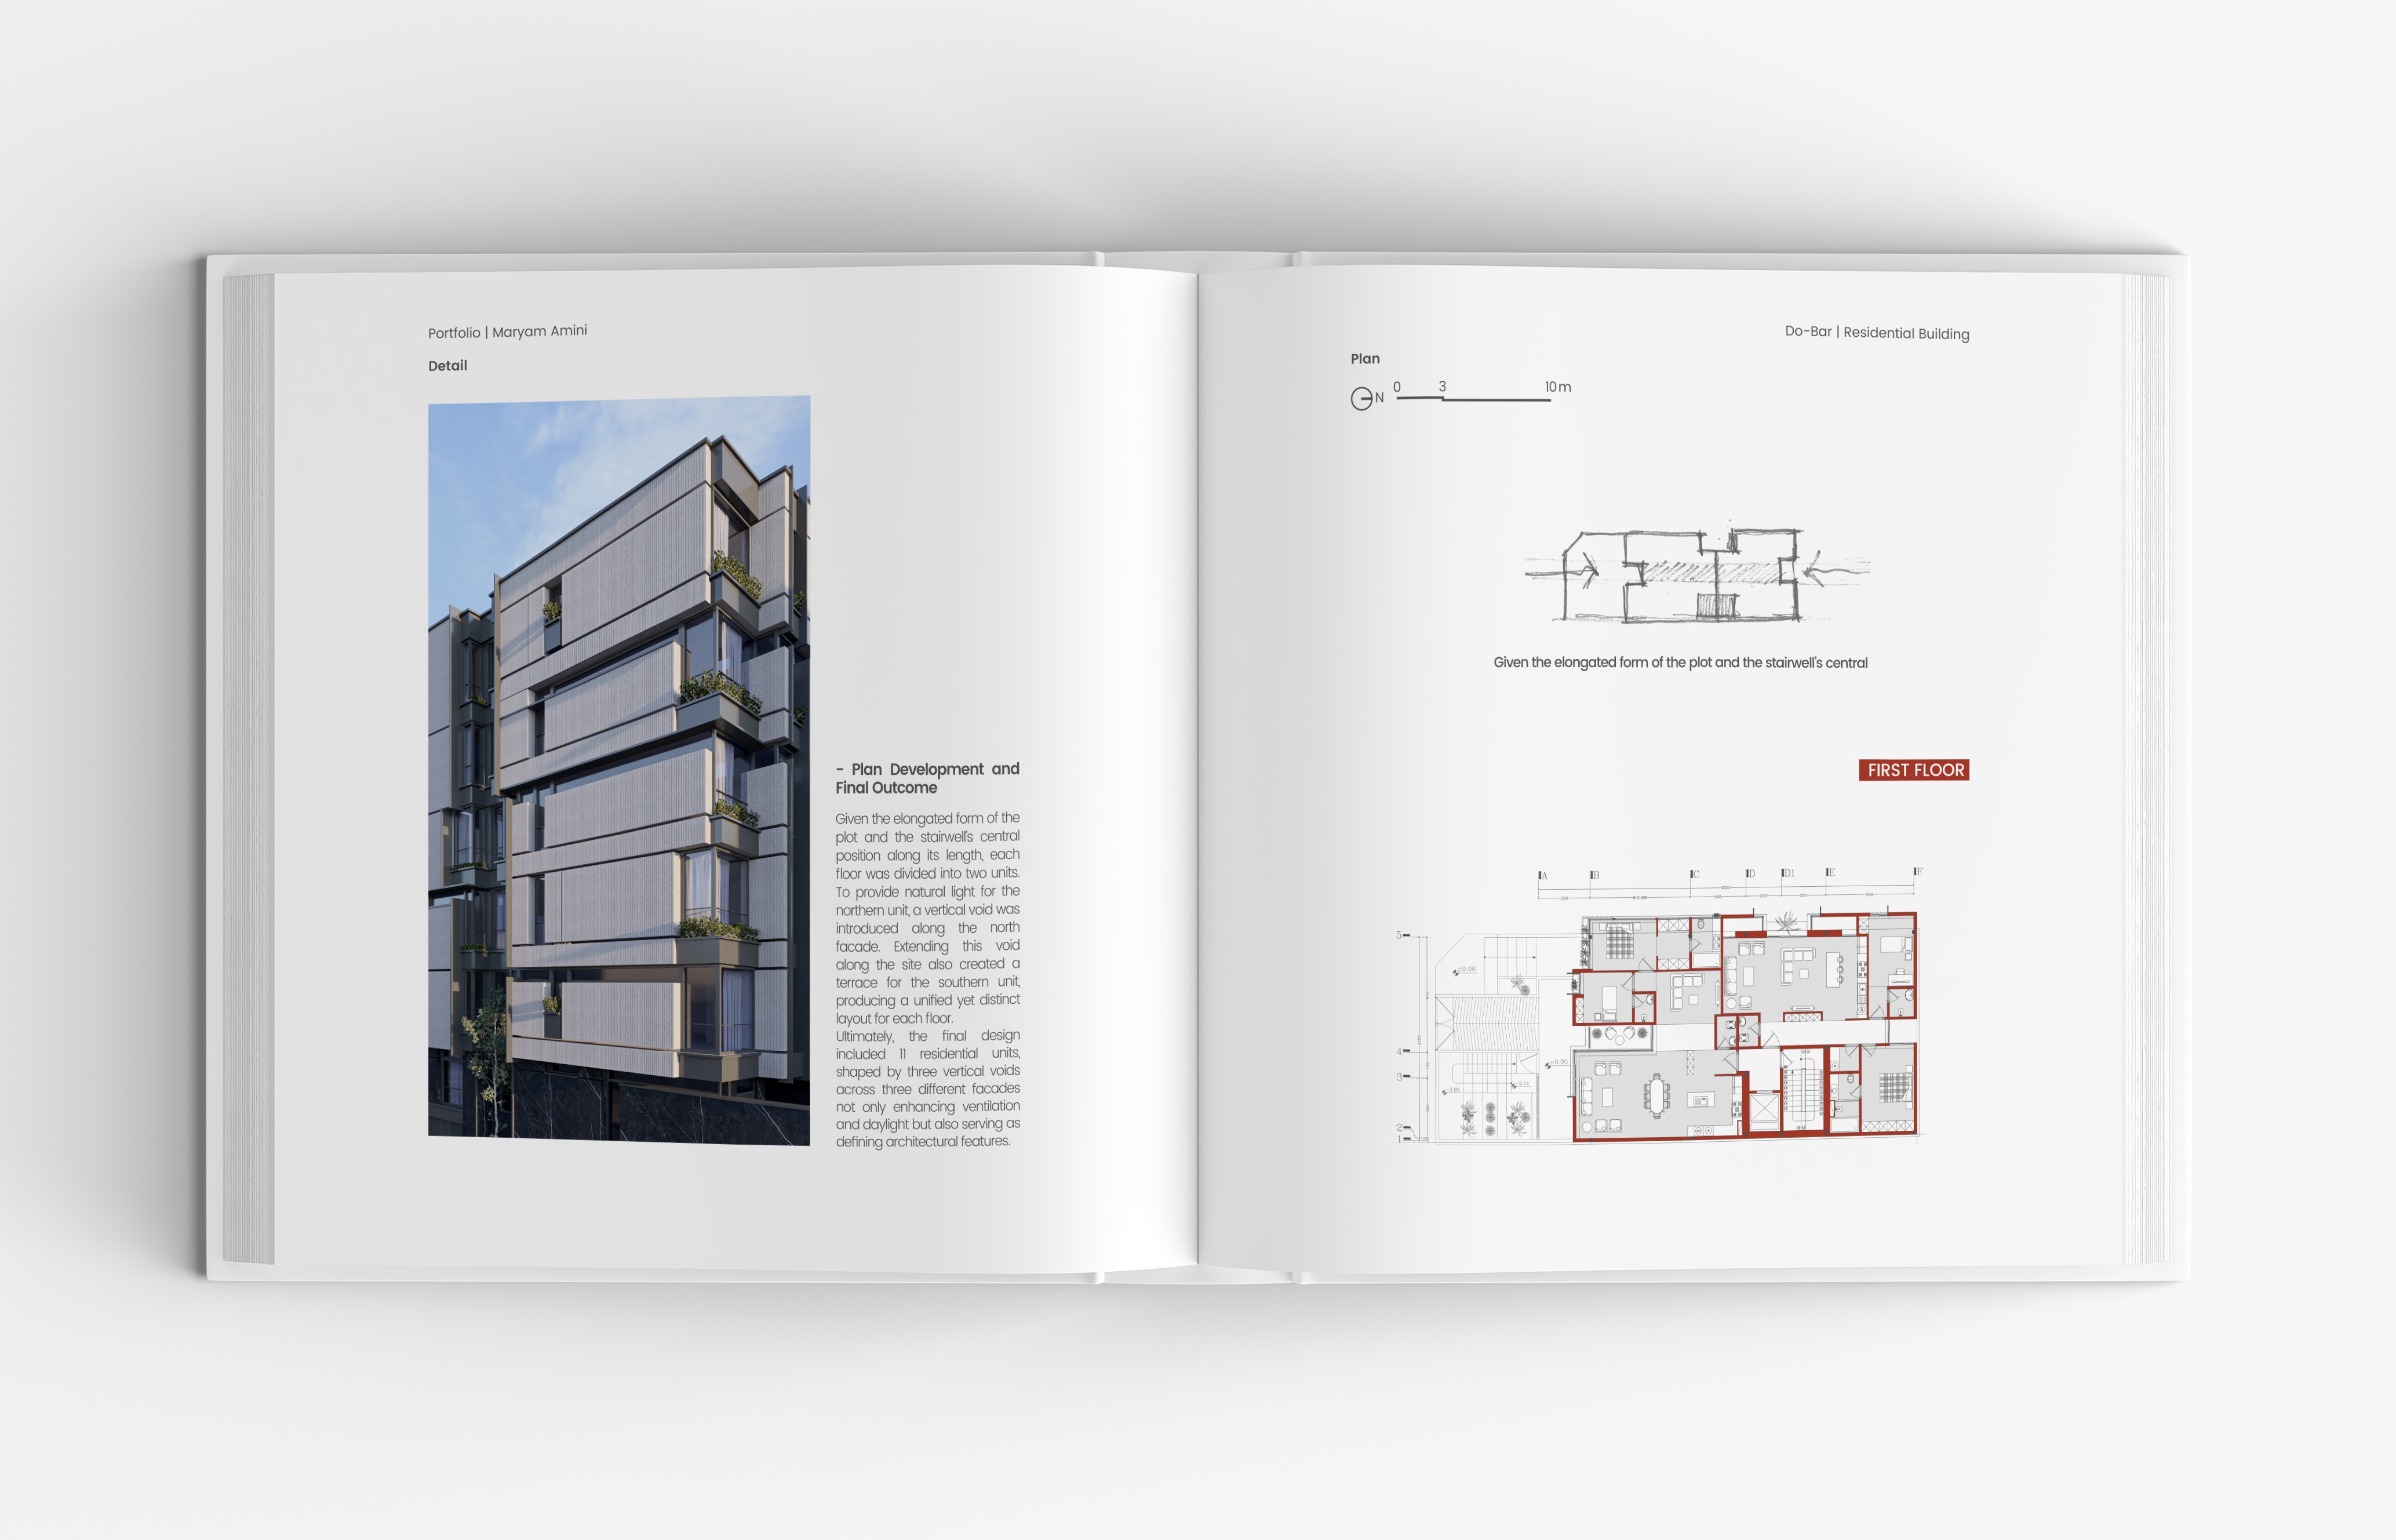 Portfolio | Maryam Amini
Detail
- Plan Development and
Final Outcome
Given the elongated form of the
plot and the stairwell's central
position along its length, each
floor was divided into two units.
To provide natural light for the
northern unit, a vertical void was
introduced along the north
facade. Extending this void
along the site also created a
terrace for the southern unit,
producing a unified yet distinct
layout for each floor.
Ultimately, the final design
included 11 residential units,
shaped by three vertical voids
across three different facades
not only enhancing ventilation
and daylight but also serving as
defining architectural features.
Do-Bar | Residential Building
Plan
N 0 3 10 m
Given the elongated form of the plot and the stairwell's central
FIRST FLOOR
A B C D D1 E F
5
±0.00
4
+0.95
3
2
1